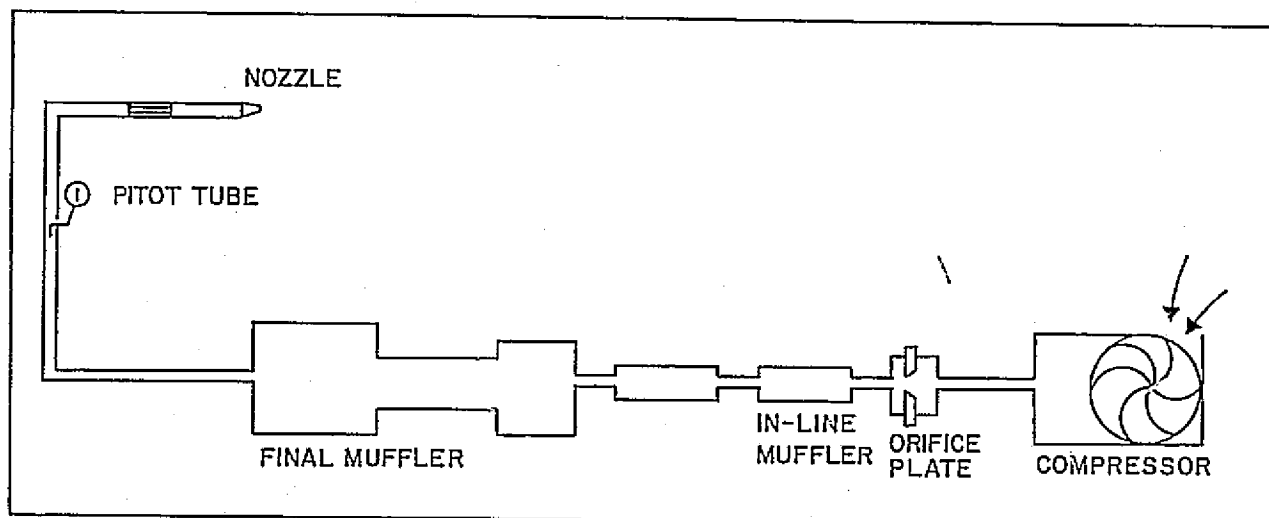 NOZZLE
PITOT TUBE
FINAL MUFFLER
IN-LINE
MUFFLER
ORIFICE
PLATE
COMPRESSOR